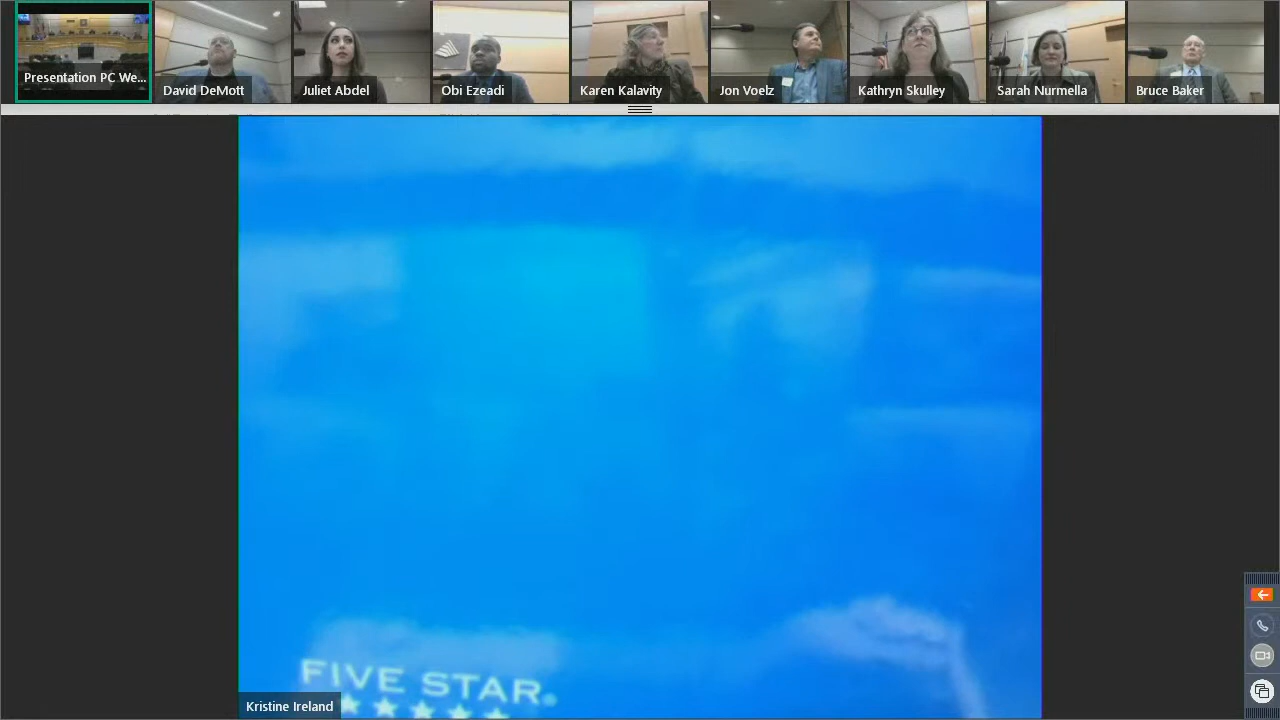 Presentation PC We...
David DeMott
Juliet Abdel
Obi Ezeadi
Karen Kalavity
Jon Voelz
Kathryn Skulley
Sarah Nurmella
Bruce Baker
FIVE STAR
Kristine Ireland